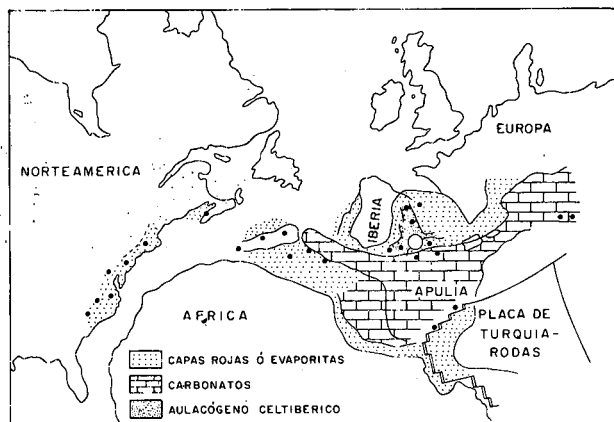 NORTEAMERICA
EUROPA
IBERIA
APULIA
AFRICA
PLACA DE
TURQUIA-
RODAS
CAPAS ROJAS Ó EVAPORITAS
CARBONATOS
AULACÓGENO CELTIBERICO